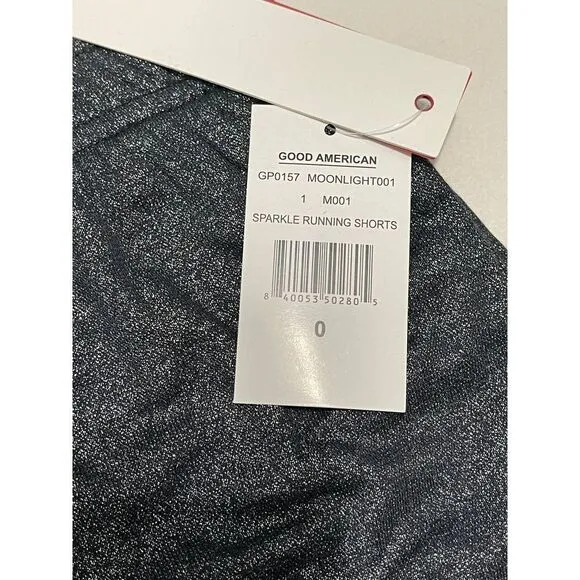 GOOD AMERICAN
GP0157 MOONLIGHT001
1 M001
SPARKLE RUNNING SHORTS
8 40053 50280 5
0